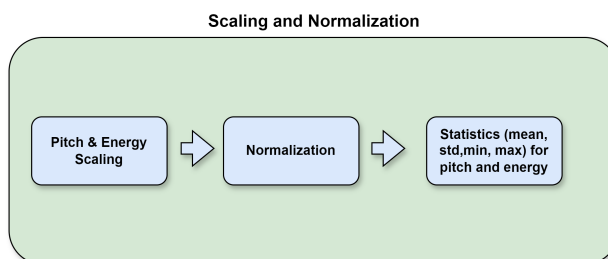 Scaling and Normalization
Pitch & Energy
Scaling
Normalization
Statistics (mean,
std,min, max) for
pitch and energy